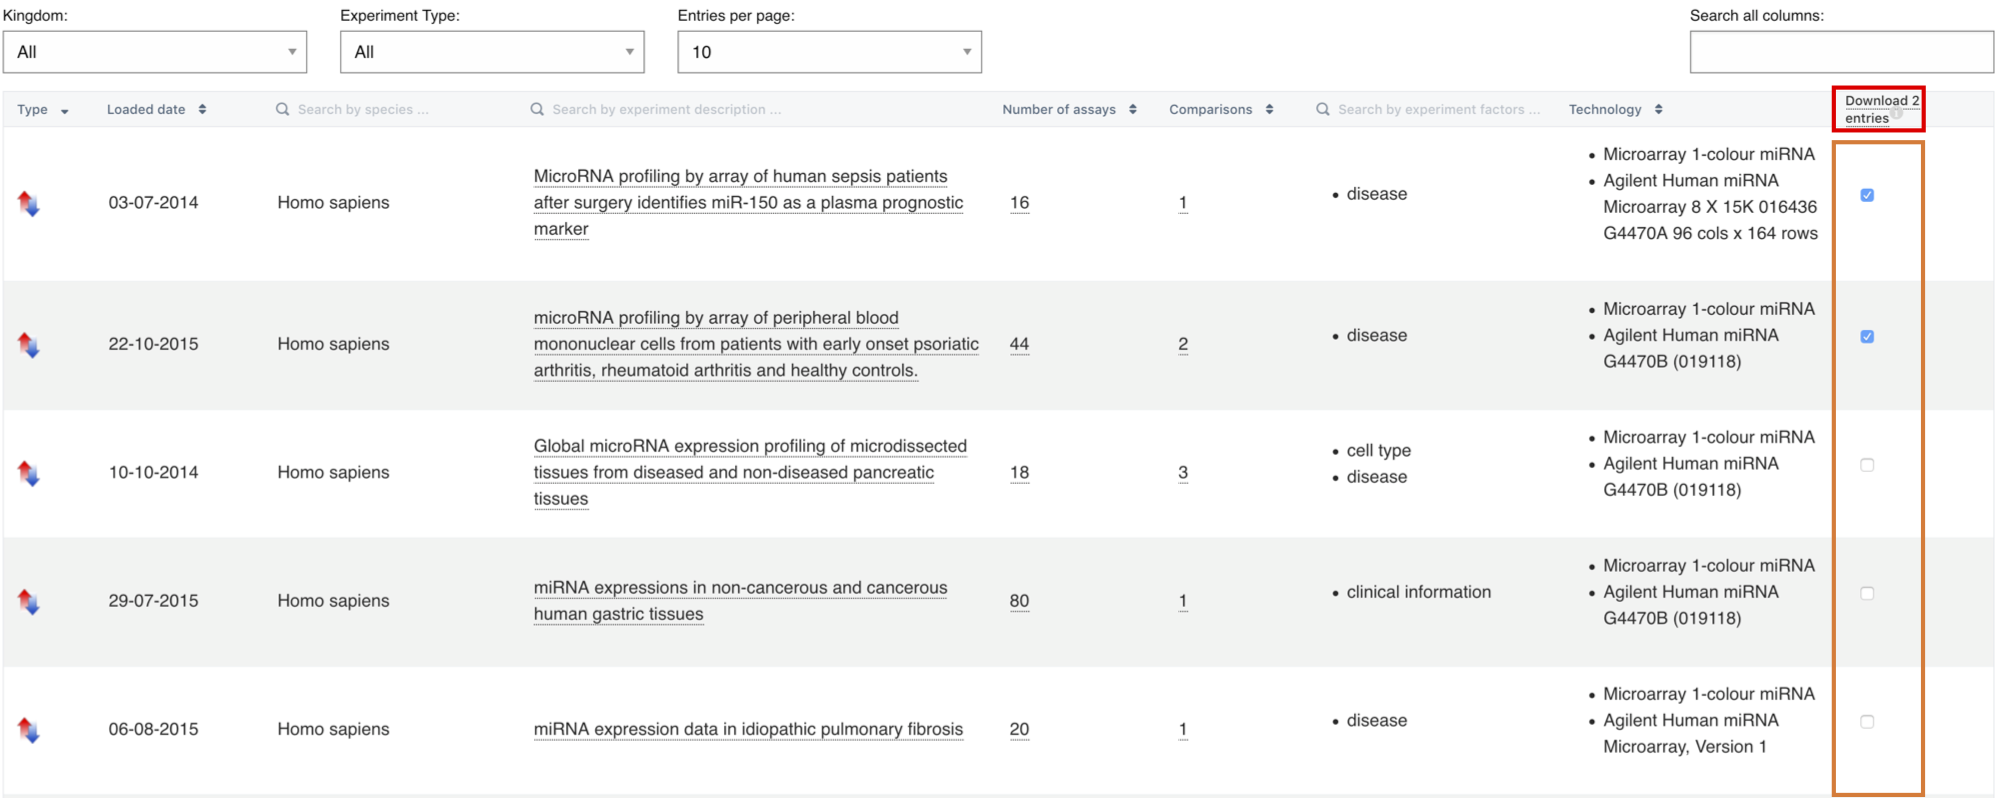 Kingdom:
Experiment Type:
Entries per page:
Search all columns:
All
All
10
Type
Loaded date
Search by species ...
Search by experiment description ...
Number of assays
Comparisons
Search by experiment factors ...
Technology
Download 2
entries
03-07-2014
Homo sapiens
MicroRNA profiling by array of human sepsis patients
after surgery identifies miR-150 as a plasma prognostic
marker
16
1
disease
Microarray 1-colour miRNA
Agilent Human miRNA
Microarray 8 X 15K 016436
G4470A 96 cols x 164 rows
22-10-2015
Homo sapiens
microRNA profiling by array of peripheral blood
mononuclear cells from patients with early onset psoriatic
arthritis, rheumatoid arthritis and healthy controls.
44
2
disease
Microarray 1-colour miRNA
Agilent Human miRNA
G4470B (019118)
10-10-2014
Homo sapiens
Global microRNA expression profiling of microdissected
tissues from diseased and non-diseased pancreatic
tissues
18
3
cell type
disease
Microarray 1-colour miRNA
Agilent Human miRNA
G4470B (019118)
29-07-2015
Homo sapiens
miRNA expressions in non-cancerous and cancerous
human gastric tissues
80
1
clinical information
Microarray 1-colour miRNA
Agilent Human miRNA
G4470B (019118)
06-08-2015
Homo sapiens
miRNA expression data in idiopathic pulmonary fibrosis
20
1
disease
Microarray 1-colour miRNA
Agilent Human miRNA
Microarray, Version 1